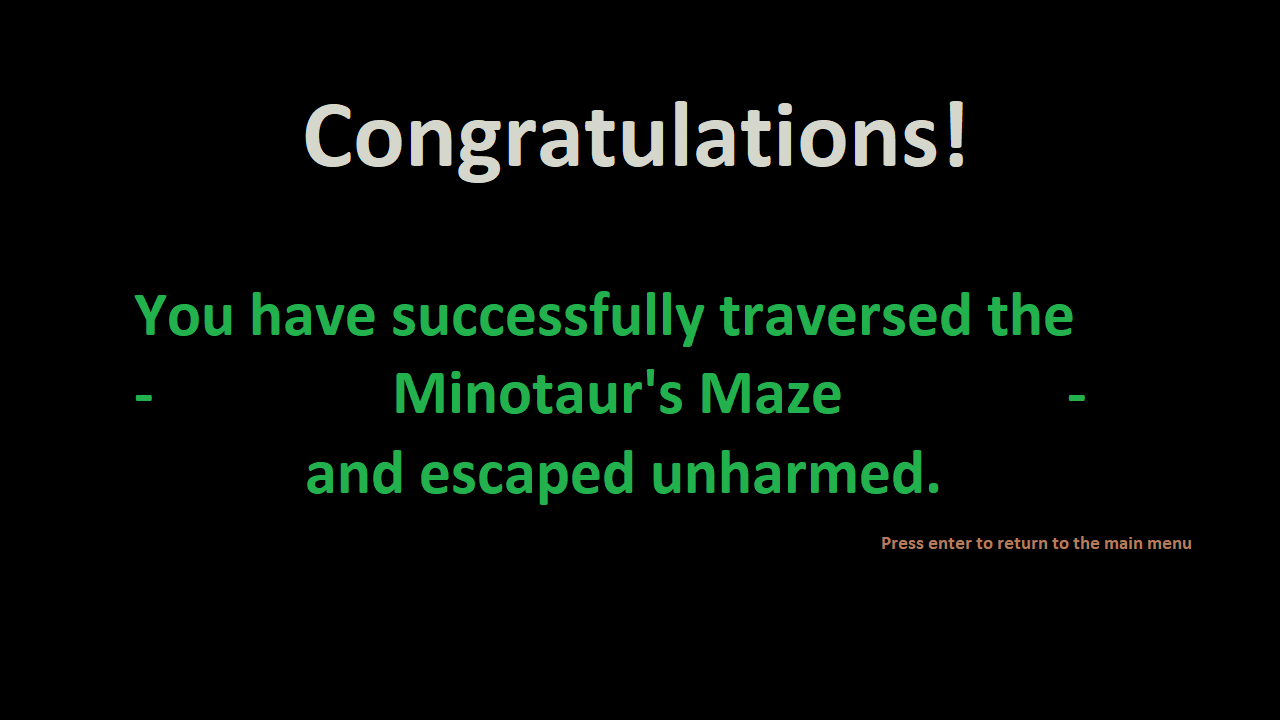 Congratulations!
You have successfully traversed the
- Minotaur's Maze -
and escaped unharmed.
Press enter to return to the main menu